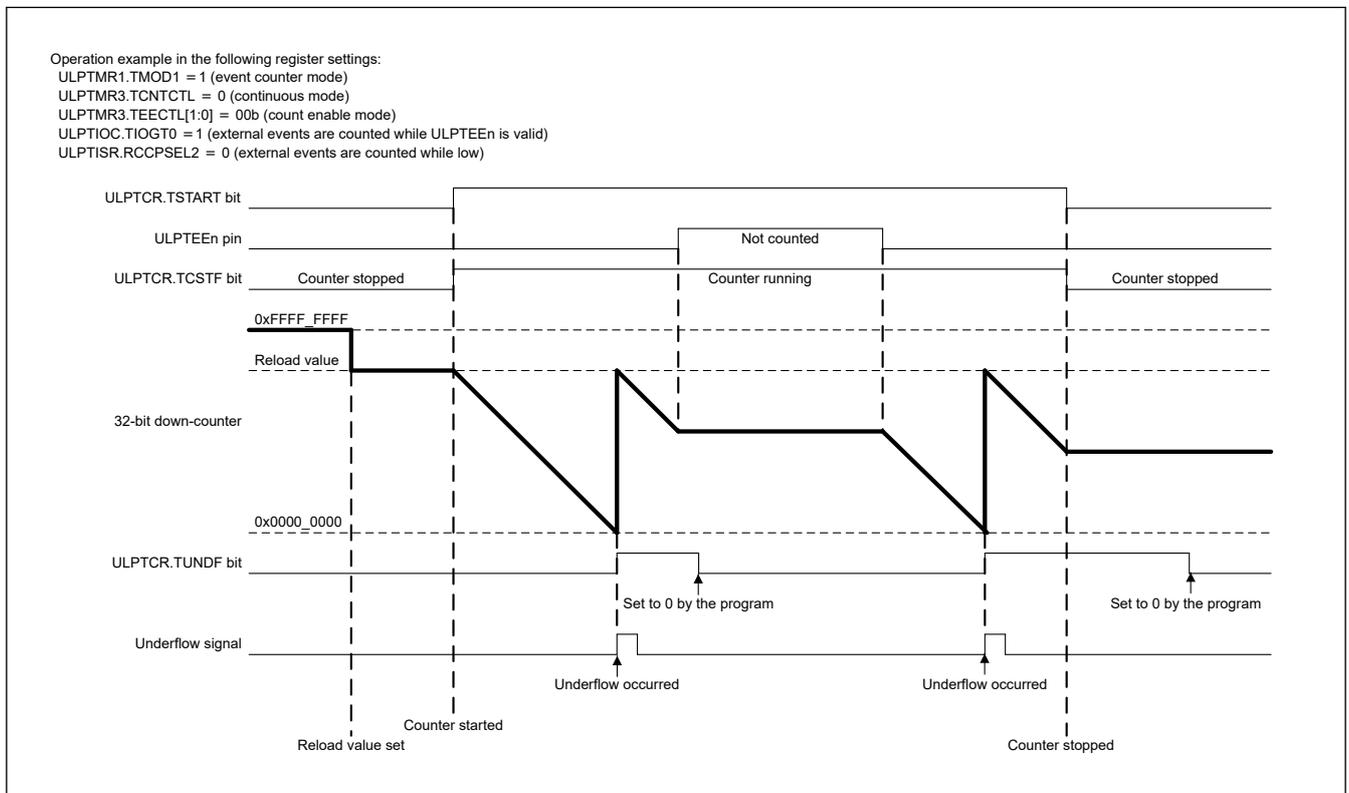 Operation example in the following register settings:
ULPTMR1.TMOD1 = 1 (event counter mode)
ULPTMR3.TCNTCTL = 0 (continuous mode)
ULPTMR3.TEECTL[1:0] = 00b (count enable mode)
ULPTIOC.TIOGT0 = 1 (external events are counted while ULPTEEn is valid)
ULPTISR.RCCPSEL2 = 0 (external events are counted while low)
ULPTCR.TSTART bit
ULPTEEn pin Not counted
ULPTCR.TCSTF bit Counter stopped Counter running Counter stopped
0xFFFF_FFFF
Reload value
32-bit down-counter
0x0000_0000
ULPTCR.TUNDF bit
Set to 0 by the program Set to 0 by the program
Underflow signal
Underflow occurred Underflow occurred
Counter started
Reload value set Counter stopped